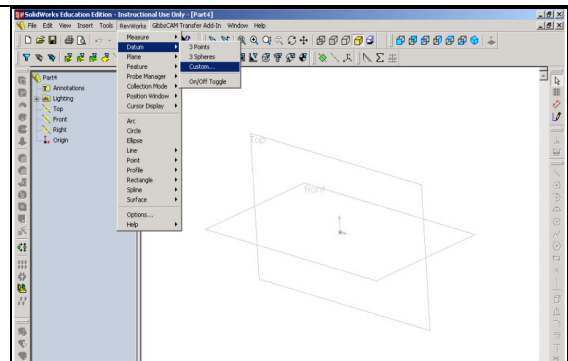 SolidWorks Education Edition - Instructional Use Only - [Part4]
File Edit View Insert Tools RevWorks GibbsCAM Transfer Add-In Window Help
Measure
Datum
Plane
Feature
Probe Manager
Collection Mode
Position Window
Cursor Display
Arc
Circle
Ellipse
Line
Point
Profile
Rectangle
Spline
Surface
Options...
Help
3 Points
3 Spheres
Custom...
On/Off Toggle
Part4
Annotations
Lighting
Top
Front
Right
Origin
Top
Front